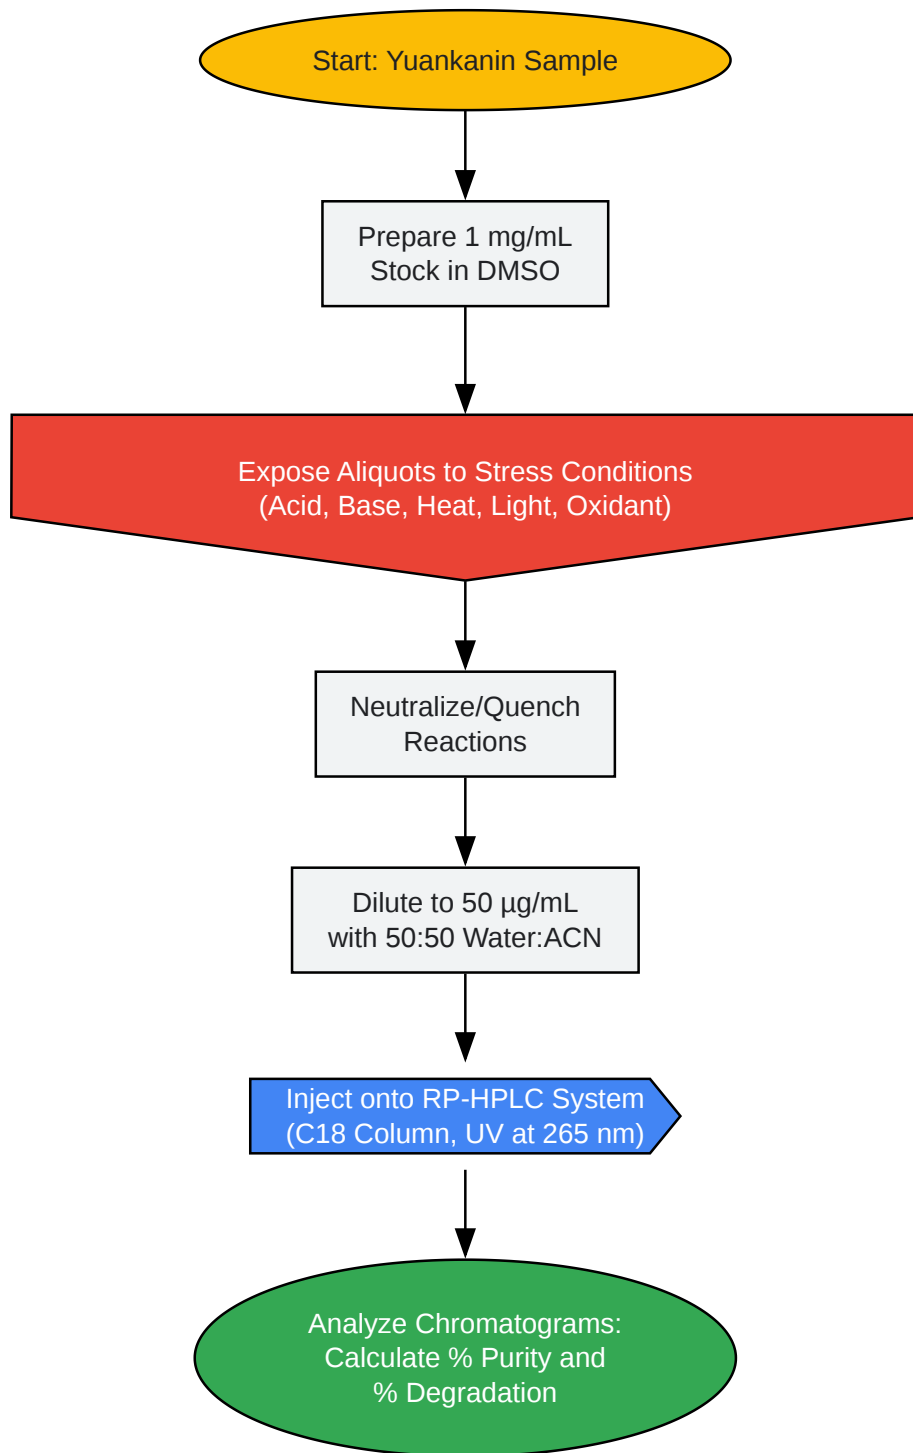 Start: Yuankanin Sample
Prepare 1 mg/mL
Stock in DMSO
Expose Aliquots to Stress Conditions
(Acid, Base, Heat, Light, Oxidant)
Neutralize/Quench
Reactions
Dilute to 50 µg/mL
with 50:50 Water:ACN
Inject onto RP-HPLC System
(C18 Column, UV at 265 nm)
Analyze Chromatograms:
Calculate % Purity and
% Degradation